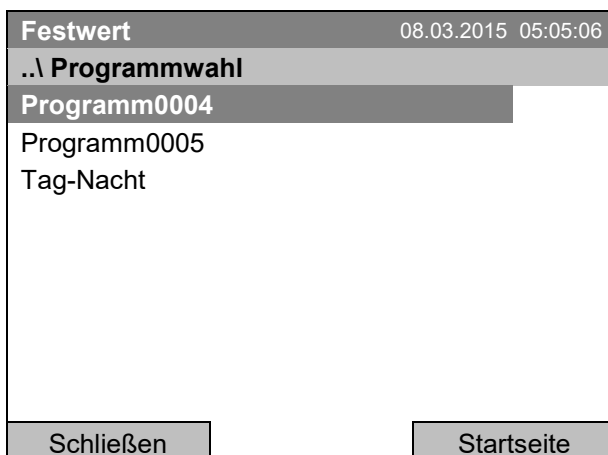 Festwert 08.03.2015 05:05:06
..\ Programmwahl
Programm0004
Programm0005
Tag-Nacht
Schließen Startseite